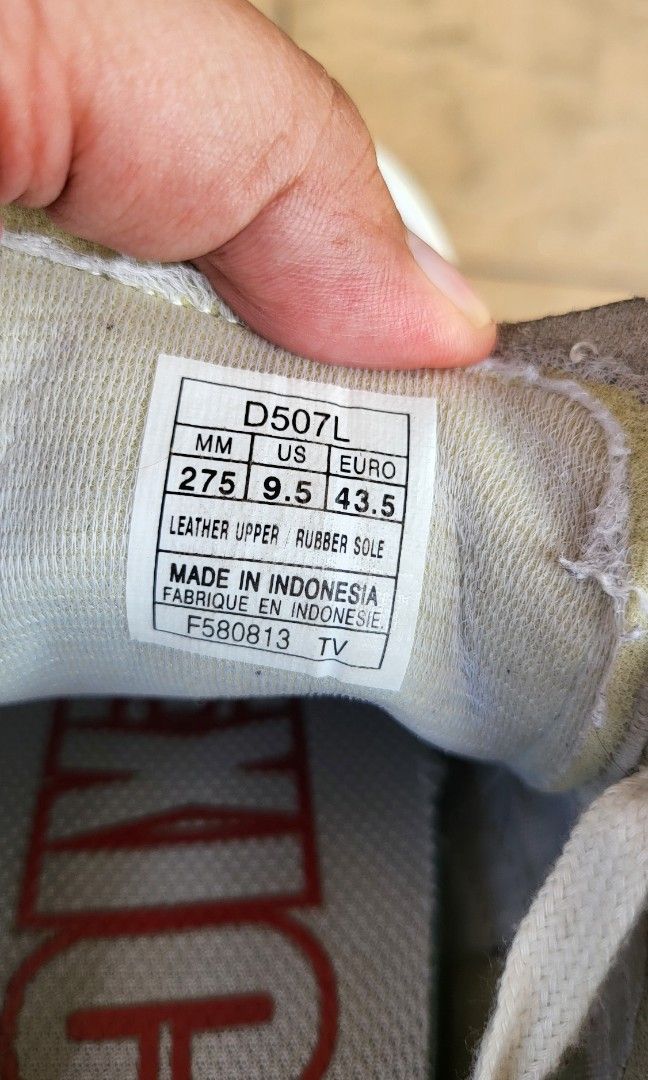 D507L
MM US EURO
275 9.5 43.5
LEATHER UPPER / RUBBER SOLE
MADE IN INDONESIA
FABRIQUE EN INDONESIE.
F580813 TV